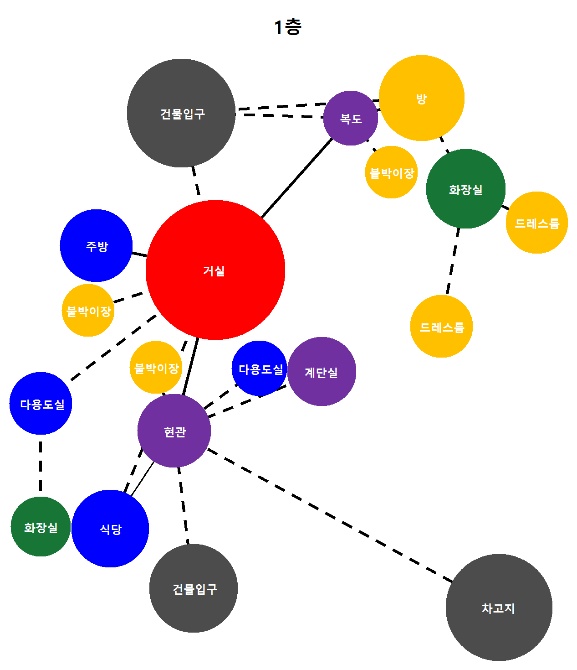 1층
건물입구
방
복도
붙박이장
화장실
드레스룸
주방
거실
붙박이장
드레스룸
붙박이장
다용도실
계단실
다용도실
현관
화장실
식당
건물입구
차고지